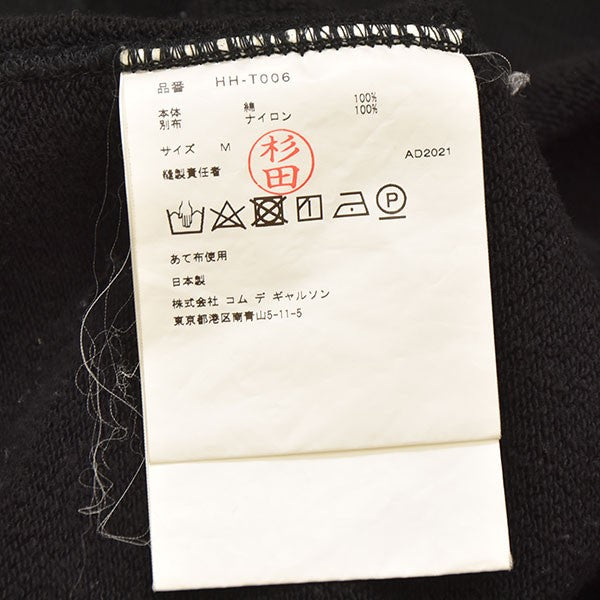 品番 HH-T006
本体 綿 100%
別布 ナイロン 100%
サイズ M
縫製責任者 杉田 AD2021
P
あて布使用
日本製
株式会社 コム デ ギャルソン
東京都港区南青山5-11-5